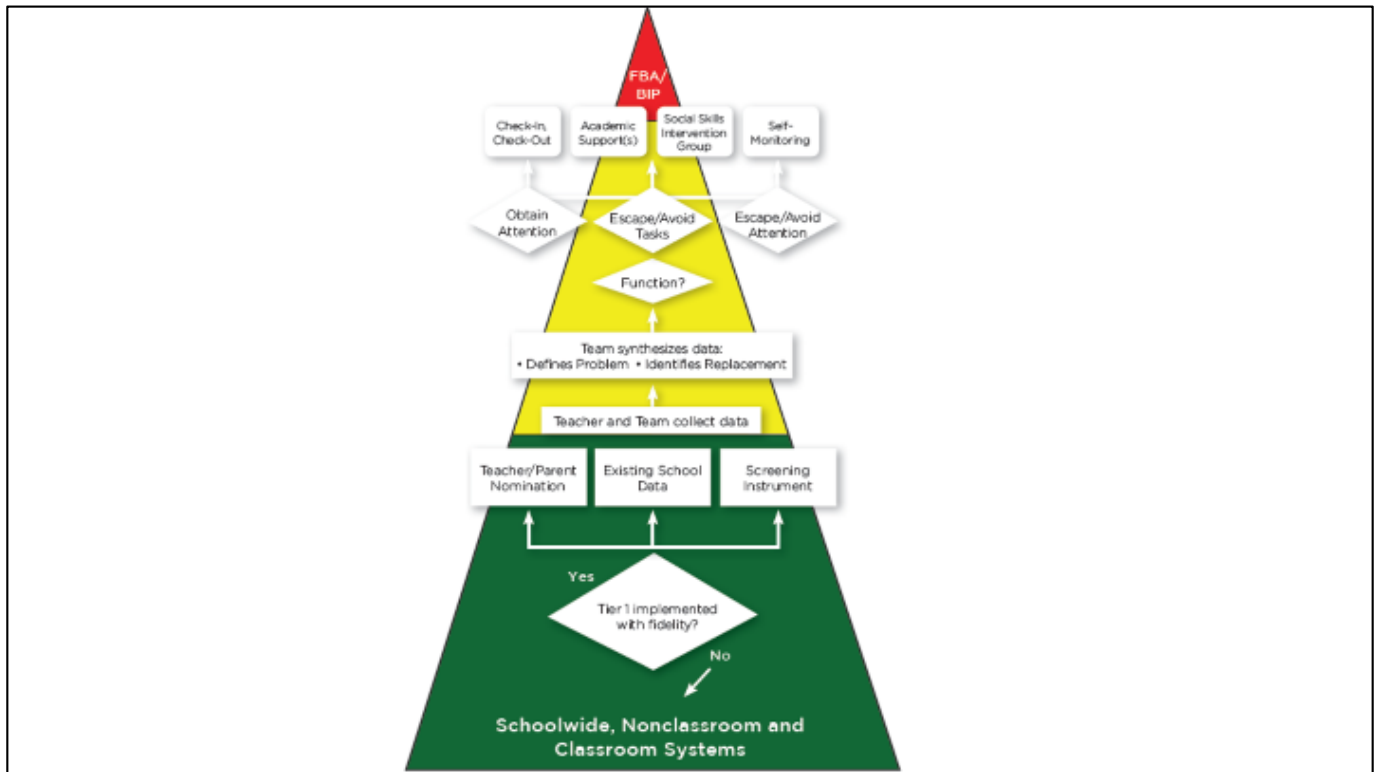 FBA/
BIP
Check-In,
Check-Out
Academic
Support(s)
Social Skills
Intervention
Group
Self-
Monitoring
Obtain
Attention
Escape/Avoid
Tasks
Escape/Avoid
Attention
Function?
Team synthesizes data:
• Defines Problem • Identifies Replacement
Teacher and Team collect data
Teacher/Parent
Nomination
Existing School
Data
Screening
Instrument
Yes
Tier 1 implemented
with fidelity?
No
Schoolwide, Nonclassroom and
Classroom Systems